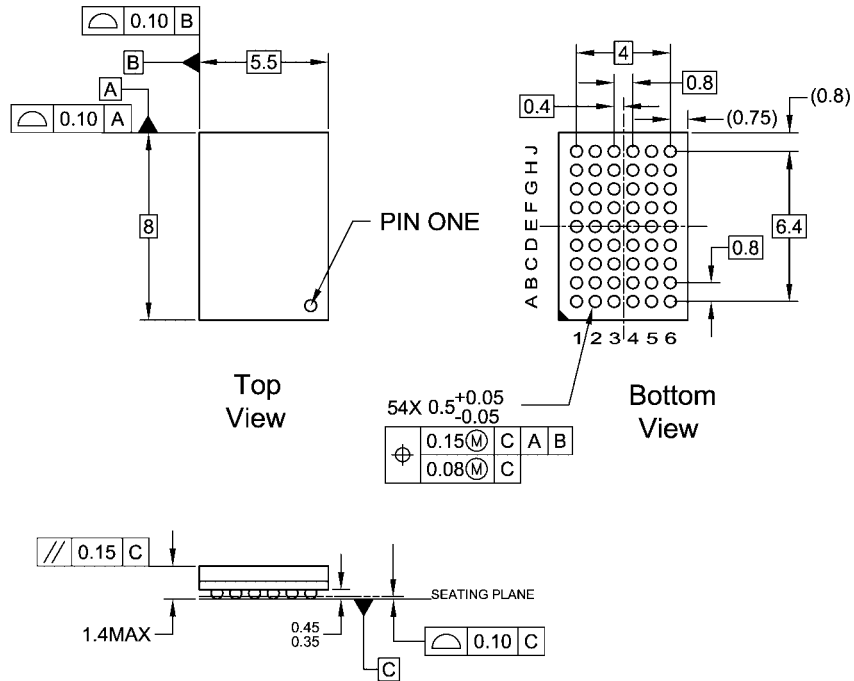 0.10 B
B
5.5
A
0.10 A
8
PIN ONE
Top
View
4
0.8
0.4
(0.75)
(0.8)
J
H
G
F
E
D
C
B
A
6.4
0.8
1 2 3 4 5 6
54X 0.5 +0.05
-0.05
⌖ 0.15Ⓜ C A B
0.08Ⓜ C
Bottom
View
// 0.15 C
1.4MAX
0.45
0.35
SEATING PLANE
0.10 C
C